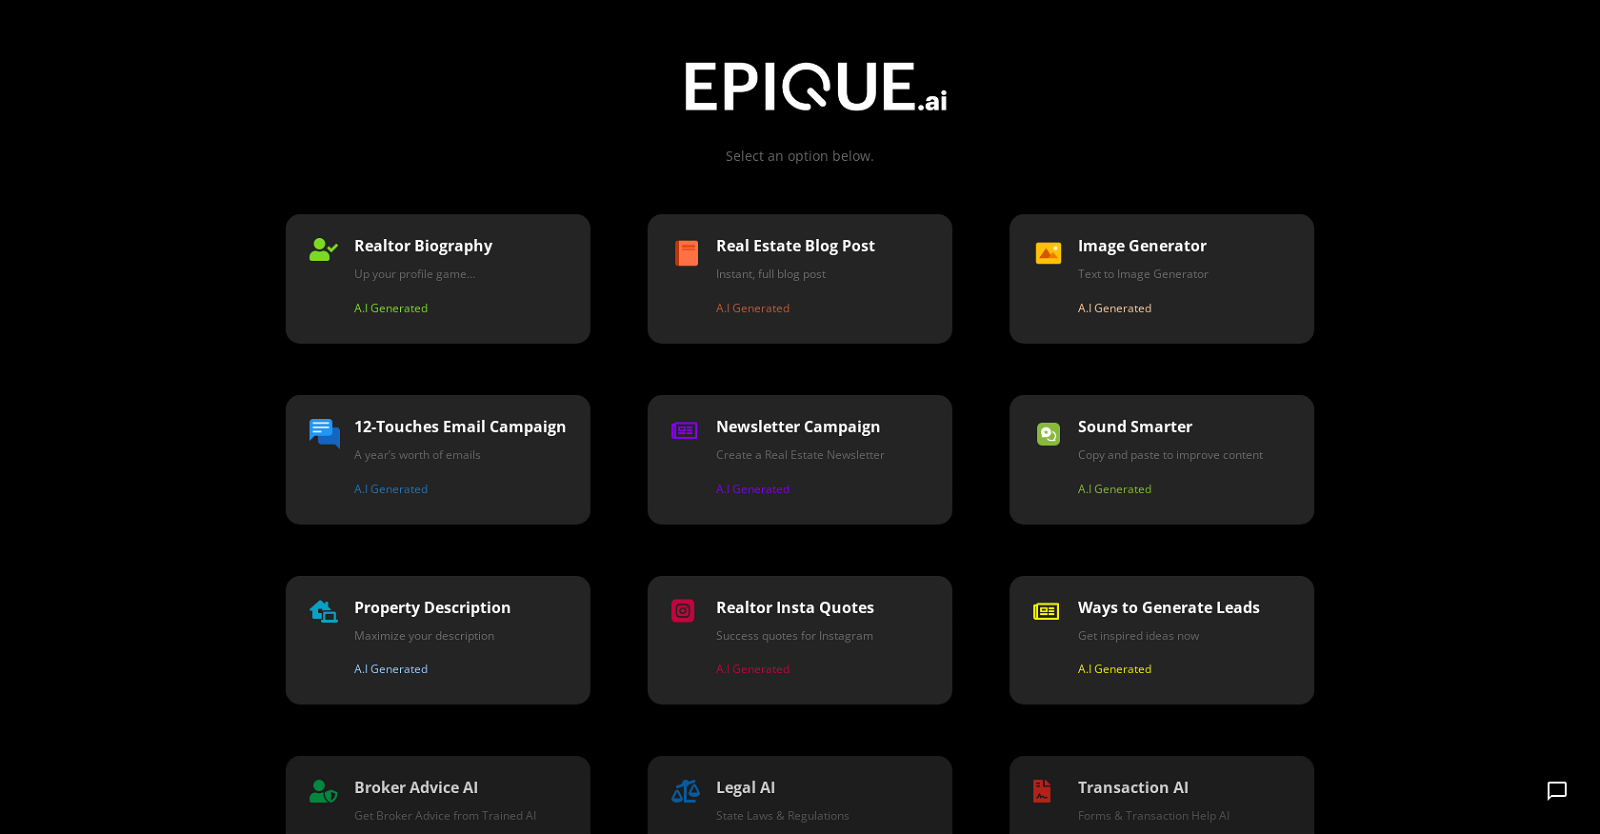 EPIQUE.ai
Select an option below.
Realtor Biography
Up your profile game...
A.I Generated
Real Estate Blog Post
Instant, full blog post
A.I Generated
Image Generator
Text to Image Generator
A.I Generated
12-Touches Email Campaign
A year's worth of emails
A.I Generated
Newsletter Campaign
Create a Real Estate Newsletter
A.I Generated
Sound Smarter
Copy and paste to improve content
A.I Generated
Property Description
Maximize your description
A.I Generated
Realtor Insta Quotes
Success quotes for Instagram
A.I Generated
Ways to Generate Leads
Get inspired ideas now
A.I Generated
Broker Advice AI
Get Broker Advice from Trained AI
Legal AI
State Laws & Regulations
Transaction AI
Forms & Transaction Help AI